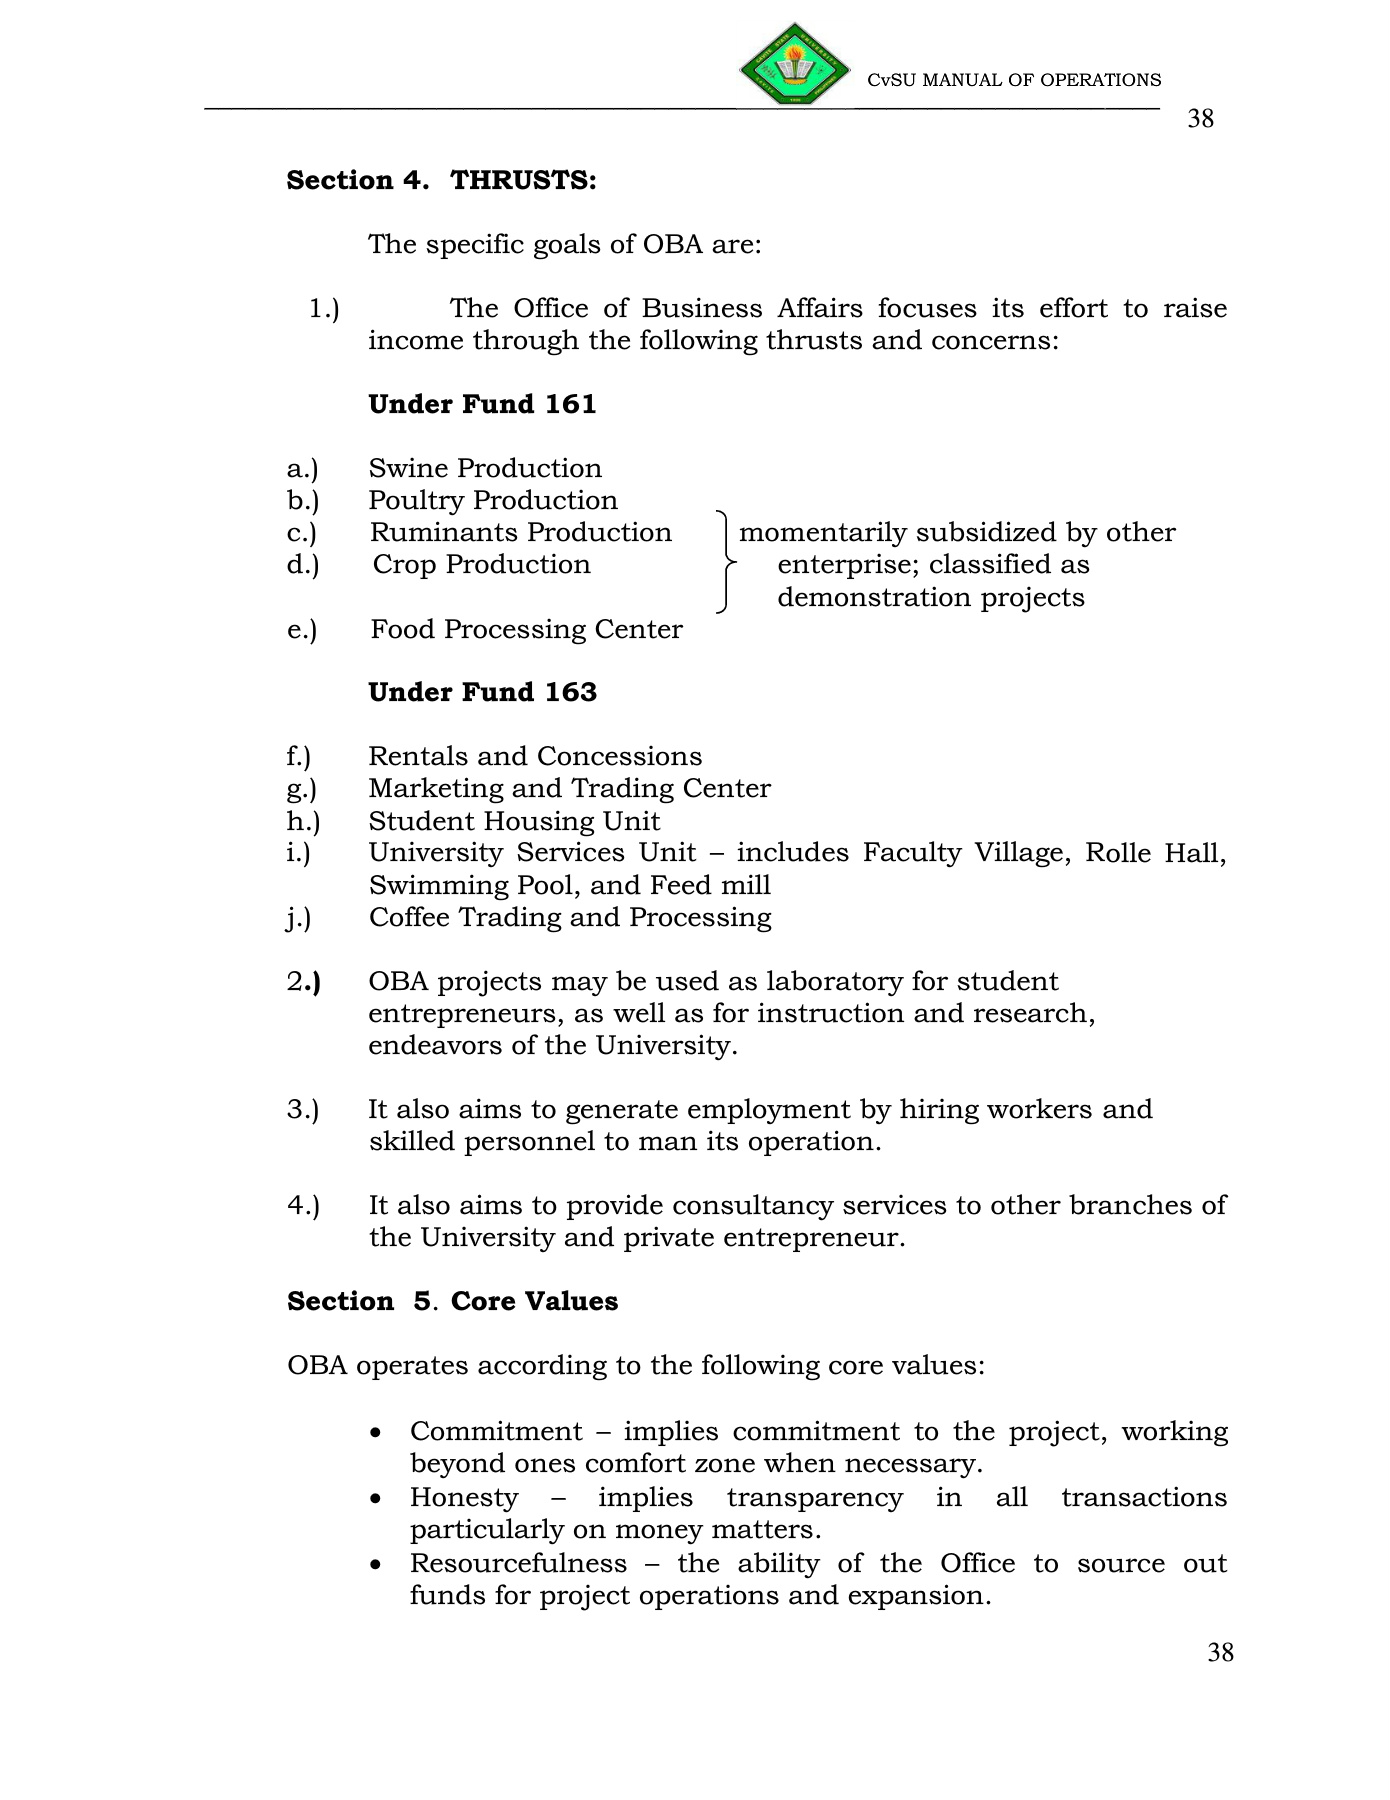 CvSU MANUAL OF OPERATIONS
38
Section 4. THRUSTS:
The specific goals of OBA are:
1.) The Office of Business Affairs focuses its effort to raise
income through the following thrusts and concerns:
Under Fund 161
a.) Swine Production
b.) Poultry Production
c.) Ruminants Production momentarily subsidized by other
d.) Crop Production enterprise; classified as
demonstration projects
e.) Food Processing Center
Under Fund 163
f.) Rentals and Concessions
g.) Marketing and Trading Center
h.) Student Housing Unit
i.) University Services Unit – includes Faculty Village, Rolle Hall,
Swimming Pool, and Feed mill
j.) Coffee Trading and Processing
2.) OBA projects may be used as laboratory for student
entrepreneurs, as well as for instruction and research,
endeavors of the University.
3.) It also aims to generate employment by hiring workers and
skilled personnel to man its operation.
4.) It also aims to provide consultancy services to other branches of
the University and private entrepreneur.
Section 5. Core Values
OBA operates according to the following core values:
• Commitment – implies commitment to the project, working
beyond ones comfort zone when necessary.
• Honesty – implies transparency in all transactions
particularly on money matters.
• Resourcefulness – the ability of the Office to source out
funds for project operations and expansion.
38